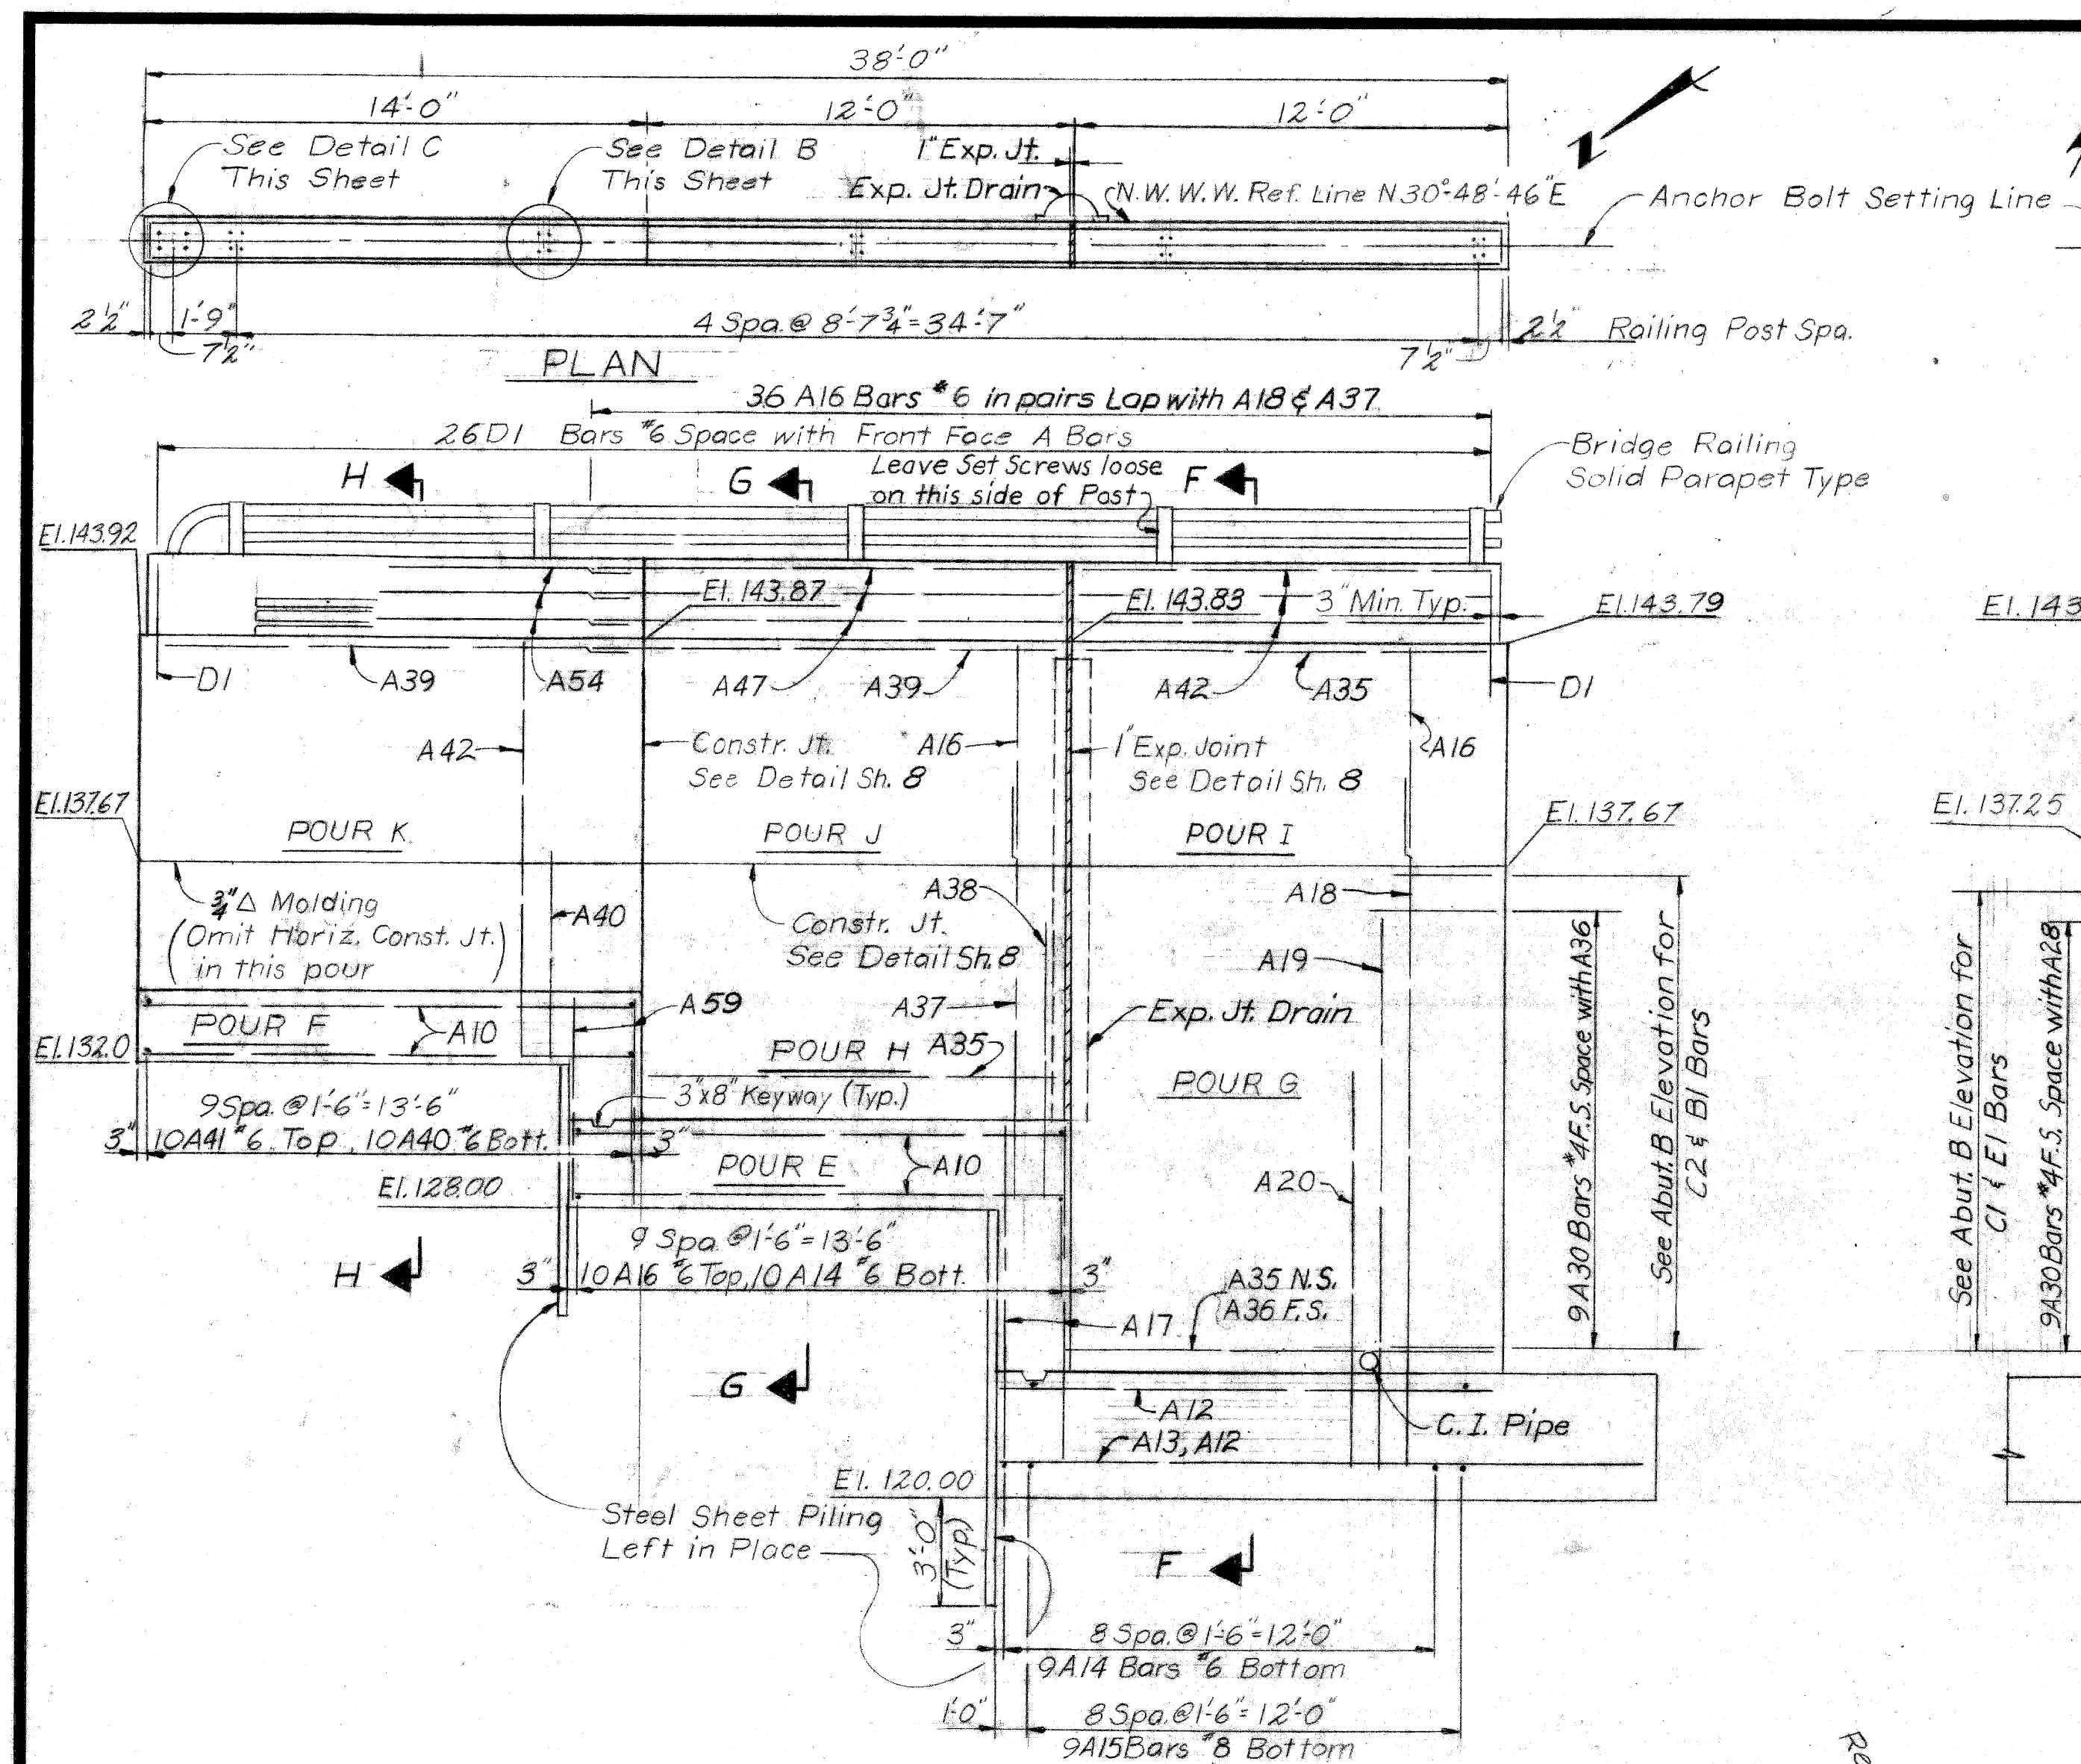 38'-0"
14'-0"
12'-0"
12'-0"
See Detail C
This Sheet
See Detail B
This Sheet
1" Exp. Jt.
Exp. Jt. Drain
N.W.W.W. Ref. Line N30°-48'-46"E
Anchor Bolt Setting Line
N
2½"
1'-9"
7½"
4 Spa. @ 8'-7¾" = 34'-7"
7½"
2½"
Railing Post Spa.
PLAN
36 A16 Bars #6 in pairs Lap with A18 & A37
26 D1 Bars #6 Space with Front Face A Bars
H
G
Leave Set Screws loose
on this side of Post
F
Bridge Railing
Solid Parapet Type
El. 143.92
El. 143.87
El. 143.83
3" Min. Typ.
El. 143.79
El. 143
D1
A39
A54
A47
A39
A42
A35
D1
A42
Constr. Jt.
See Detail Sh. 8
A16
1" Exp. Joint
See Detail Sh. 8
A16
El. 137.67
POUR K
POUR J
POUR I
El. 137.67
El. 137.25
¾" Δ Molding
(Omit Horiz. Const. Jt.)
in this pour
A40
Constr. Jt.
See Detail Sh. 8
A38
A18
A19
A37
A59
Exp. Jt. Drain
POUR F
A10
El. 132.0
POUR H
A35
POUR G
3"x8" Keyway (Typ.)
9 Spa. @ 1'-6" = 13'-6"
3"
10 A41 #6 Top, 10 A40 #6 Bott.
3"
POUR E
A10
El. 128.00
A20
9 Spa. @ 1'-6" = 13'-6"
3"
10 A16 #6 Top, 10 A14 #6 Bott.
3"
H
A35 N.S.
A36 F.S.
A17
G
9 A30 Bars #4 F.S. Space with A36
See Abut. B Elevation for
C2 & B1 Bars
See Abut. B Elevation for
C1 & E1 Bars
9 A30 Bars #4 F.S. Space with A28
A12
A13, A12
C.I. Pipe
El. 120.00
Steel Sheet Piling
Left in Place
3'-0"
(Typ.)
F
3"
8 Spa. @ 1'-6" = 12'-0"
9 A14 Bars #6 Bottom
1'-0"
8 Spa. @ 1'-6" = 12'-0"
9 A15 Bars #8 Bottom